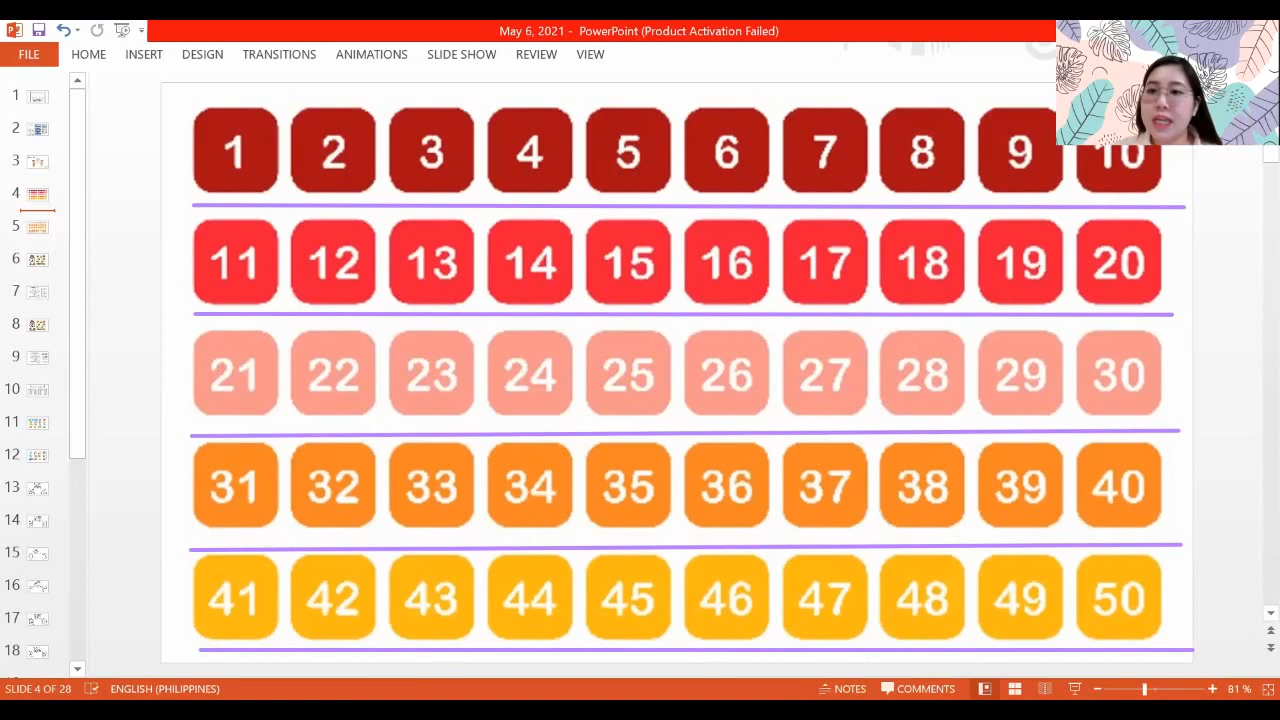 May 6, 2021 - PowerPoint (Product Activation Failed)
FILE HOME INSERT DESIGN TRANSITIONS ANIMATIONS SLIDE SHOW REVIEW VIEW
1
2
3
4
5
6
7
8
9
10
11
12
13
14
15
16
17
18
1 2 3 4 5 6 7 8 9 10
11 12 13 14 15 16 17 18 19 20
21 22 23 24 25 26 27 28 29 30
31 32 33 34 35 36 37 38 39 40
41 42 43 44 45 46 47 48 49 50
SLIDE 4 OF 28 ENGLISH (PHILIPPINES) NOTES COMMENTS 81 %